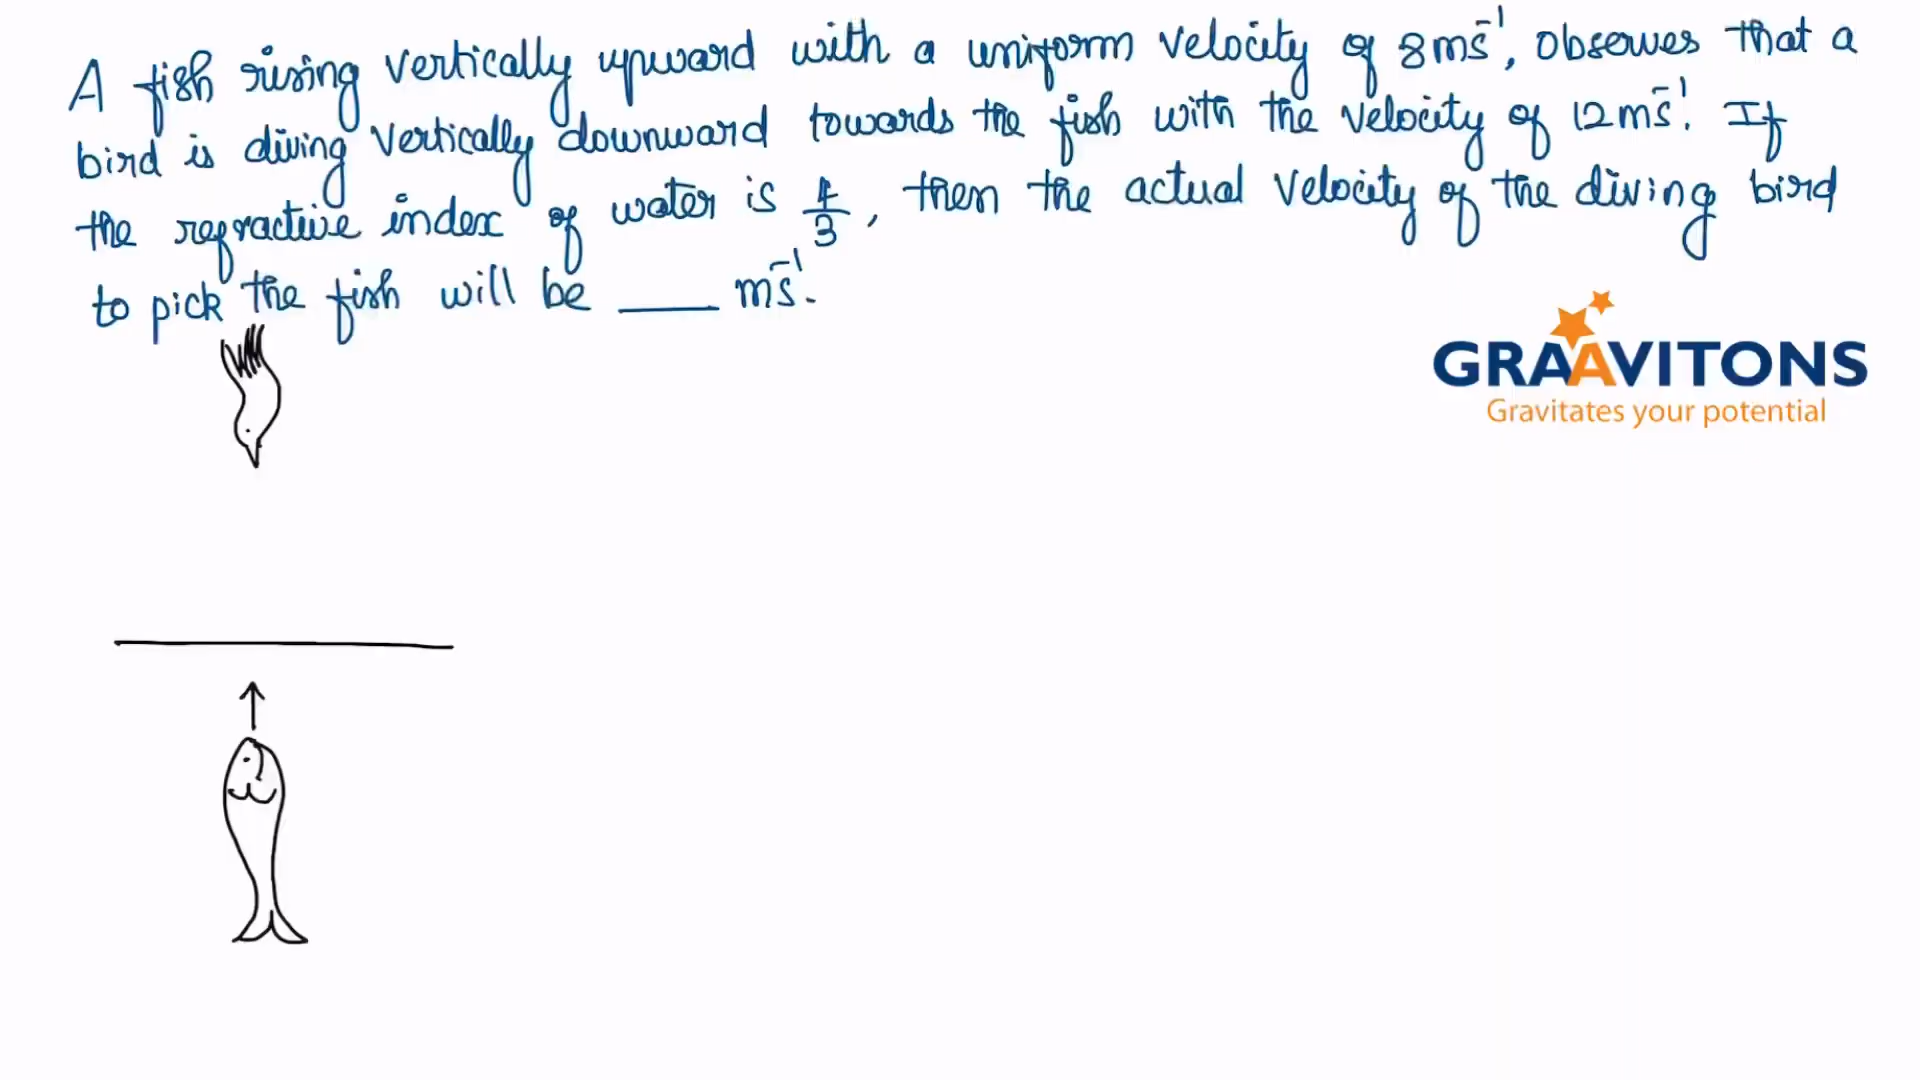 A fish rising vertically upward with a uniform velocity of 8ms⁻¹, observes that a
bird is diving vertically downward towards the fish with the velocity of 12ms⁻¹. If
the refractive index of water is 4/3, then the actual velocity of the diving bird
to pick the fish will be ___ ms⁻¹.
GRAAVITONS
Gravitates your potential